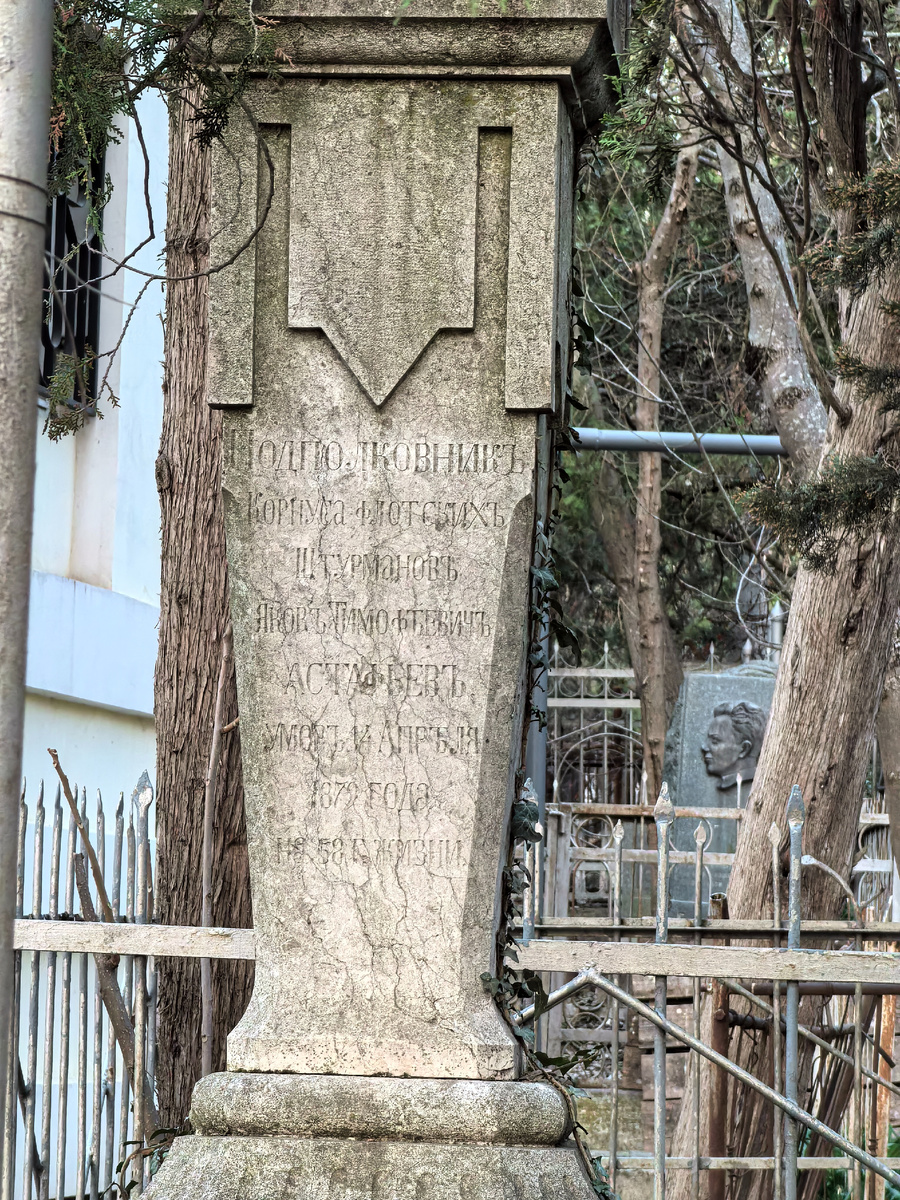 Подполковникъ
Корпуса флотскихъ
Штурмановъ
Яковъ Тимофѣевичъ
Астафьевъ.
Умеръ 14 Апрѣля
1879 года
на 58 г. жизни